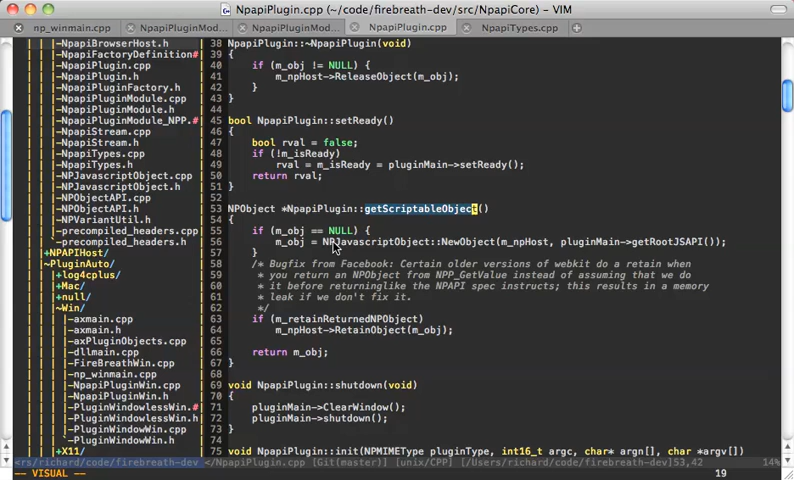 NpapiPlugin.cpp (~/code/firebreath-dev/src/NpapiCore) - VIM
np_winmain.cpp
NpapiPluginMod...
NpapiPluginMod...
NpapiPlugin.cpp
NpapiTypes.cpp
| | |-NpapiBrowserHost.h
| | |-NpapiFactoryDefinition#
| | |-NpapiPlugin.cpp
| | |-NpapiPlugin.h
| | |-NpapiPluginFactory.h
| | |-NpapiPluginModule.cpp
| | |-NpapiPluginModule.h
| | |-NpapiPluginModule_NPP.#
| | |-NpapiStream.cpp
| | |-NpapiStream.h
| | |-NpapiTypes.cpp
| | |-NpapiTypes.h
| | |-NPJavascriptObject.cpp
| | |-NPJavascriptObject.h
| | |-NPObjectAPI.cpp
| | |-NPObjectAPI.h
| | |-NPVariantUtil.h
| | |-precompiled_headers.cpp
| | `-precompiled_headers.h
| |+NPAPIHost/
| |~PluginAuto/
| | |+log4cplus/
| | |+Mac/
| | |+null/
| | |~Win/
| | | |-axmain.cpp
| | | |-axmain.h
| | | |-axPluginObjects.cpp
| | | |-dllmain.cpp
| | | |-FireBreathWin.cpp
| | | |-np_winmain.cpp
| | | |-NpapiPluginWin.cpp
| | | |-NpapiPluginWin.h
| | | |-PluginWindowlessWin.#
| | | |-PluginWindowlessWin.h
| | | |-PluginWindowWin.cpp
| | | `-PluginWindowWin.h
| | |+X11/
38 NpapiPlugin::~NpapiPlugin(void)
39 {
40     if (m_obj != NULL) {
41         m_npHost->ReleaseObject(m_obj);
42     }
43 }
44
45 bool NpapiPlugin::setReady()
46 {
47     bool rval = false;
48     if (!m_isReady)
49         rval = m_isReady = pluginMain->setReady();
50     return rval;
51 }
52
53 NPObject *NpapiPlugin::getScriptableObject()
54 {
55     if (m_obj == NULL) {
56         m_obj = NPJavascriptObject::NewObject(m_npHost, pluginMain->getRootJSAPI());
57     }
58     /* Bugfix from Facebook: Certain older versions of webkit do a retain when
59      * you return an NPObject from NPP_GetValue instead of assuming that we do
60      * it before returninglike the NPAPI spec instructs; this results in a memory
61      * leak if we don't fix it.
62      */
63     if (m_retainReturnedNPObject)
64         m_npHost->RetainObject(m_obj);
65
66     return m_obj;
67 }
68
69 void NpapiPlugin::shutdown(void)
70 {
71     pluginMain->ClearWindow();
72     pluginMain->shutdown();
73 }
74
75 void NpapiPlugin::init(NPMIMEType pluginType, int16_t argc, char* argn[], char *argv[])
<rs/richard/code/firebreath-dev </NpapiPlugin.cpp [Git(master)] [unix/CPP] [/Users/richard/code/firebreath-dev]53,42 14%
-- VISUAL -- 19